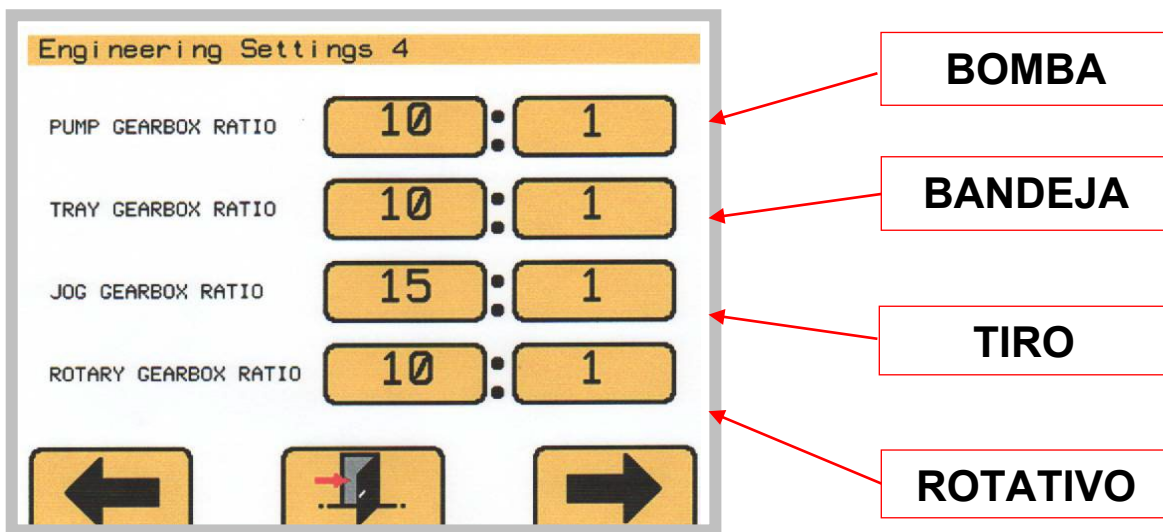 Engineering Settings 4
BOMBA
PUMP GEARBOX RATIO 10 : 1
BANDEJA
TRAY GEARBOX RATIO 10 : 1
JOG GEARBOX RATIO 15 : 1
TIRO
ROTARY GEARBOX RATIO 10 : 1
ROTATIVO